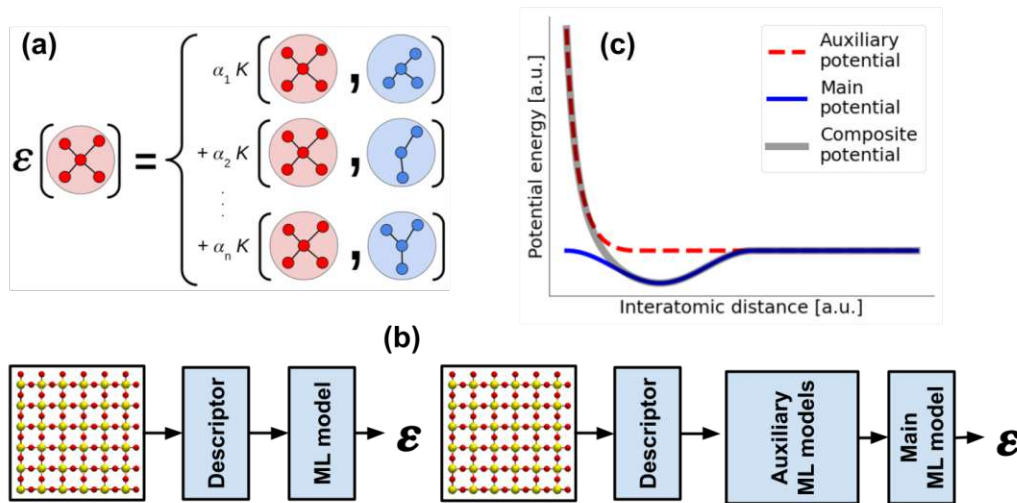 (a)
ε = 
α1 K ,
+ α2 K ,
⋮
+ αn K ,
(c)
Potential energy [a.u.]
Auxiliary
potential
Main
potential
Composite
potential
Interatomic distance [a.u.]
(b)
Descriptor
ML model
ε
Descriptor
Auxiliary
ML models
Main
ML model
ε